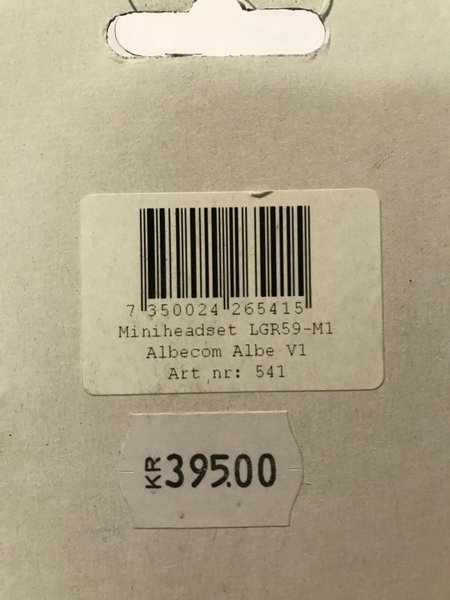 7 350024 265415
Miniheadset LGR59-M1
Albecom Albe V1
Art nr: 541
KR 395.00